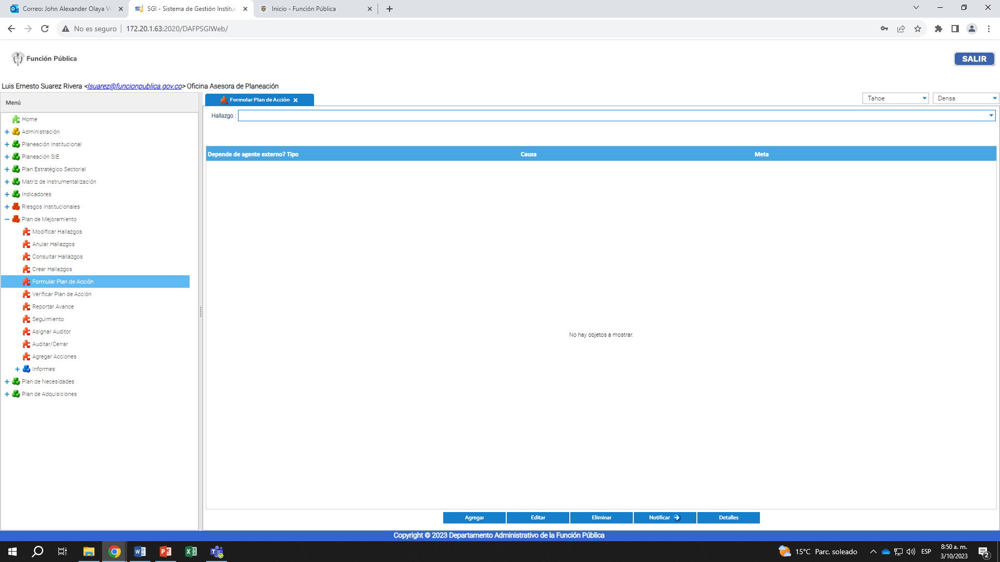 Correo: John Alexander Olaya Vi
SGI - Sistema de Gestión Instituc
Inicio - Función Pública
No es seguro
172.20.1.63:2020/DAFPSGIWeb/
Función Pública
SALIR
Luis Ernesto Suarez Rivera <lsuarez@funcionpublica.gov.co> Oficina Asesora de Planeación
Menú
Home
Administración
Planeación Institucional
Planeación SIE
Plan Estratégico Sectorial
Matriz de Instrumentalización
Indicadores
Riesgos Institucionales
Plan de Mejoramiento
Modificar Hallazgos
Anular Hallazgos
Consultar Hallazgos
Crear Hallazgos
Formular Plan de Acción
Verificar Plan de Acción
Reportar Avance
Seguimiento
Asignar Auditor
Auditar/Cerrar
Agregar Acciones
Informes
Plan de Necesidades
Plan de Adquisiciones
Formular Plan de Acción
Tahoe
Densa
Hallazgo :
Depende de agente externo? Tipo Causa Meta
No hay objetos a mostrar.
Agregar Editar Eliminar Notificar Detalles
Copyright © 2023 Departamento Administrativo de la Función Pública
15°C Parc. soleado
ESP
8:50 a. m.
3/10/2023
2